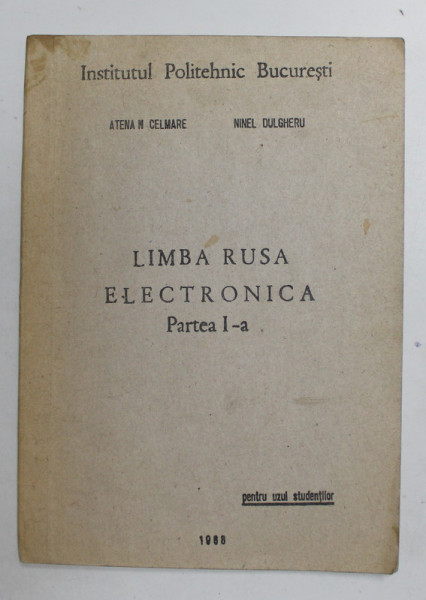 Institutul Politehnic București
ATENA M CELMARE NINEL DULGHERU
LIMBA RUSA
ELECTRONICA
Partea I-a
pentru uzul studenților
1988